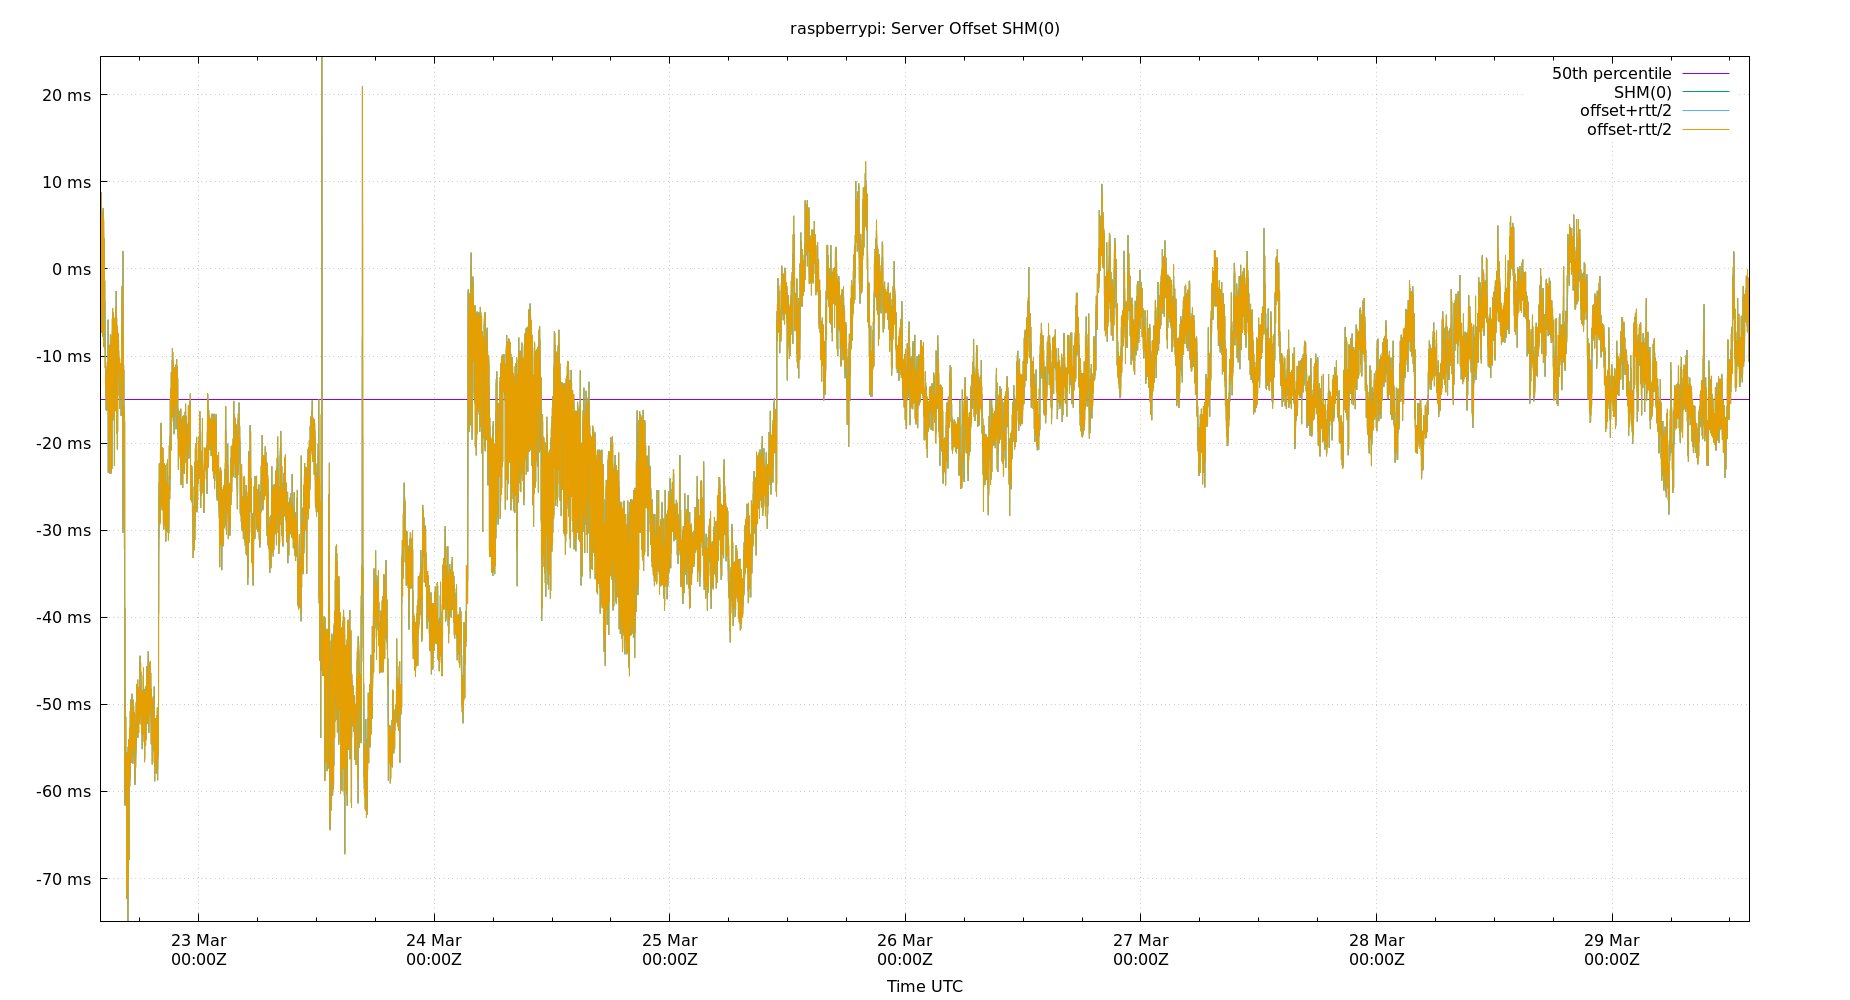 raspberrypi: Server Offset SHM(0)
50th percentile
SHM(0)
offset+rtt/2
offset-rtt/2
20 ms
10 ms
0 ms
-10 ms
-20 ms
-30 ms
-40 ms
-50 ms
-60 ms
-70 ms
23 Mar 24 Mar 25 Mar 26 Mar 27 Mar 28 Mar 29 Mar
00:00Z 00:00Z 00:00Z 00:00Z 00:00Z 00:00Z 00:00Z
Time UTC